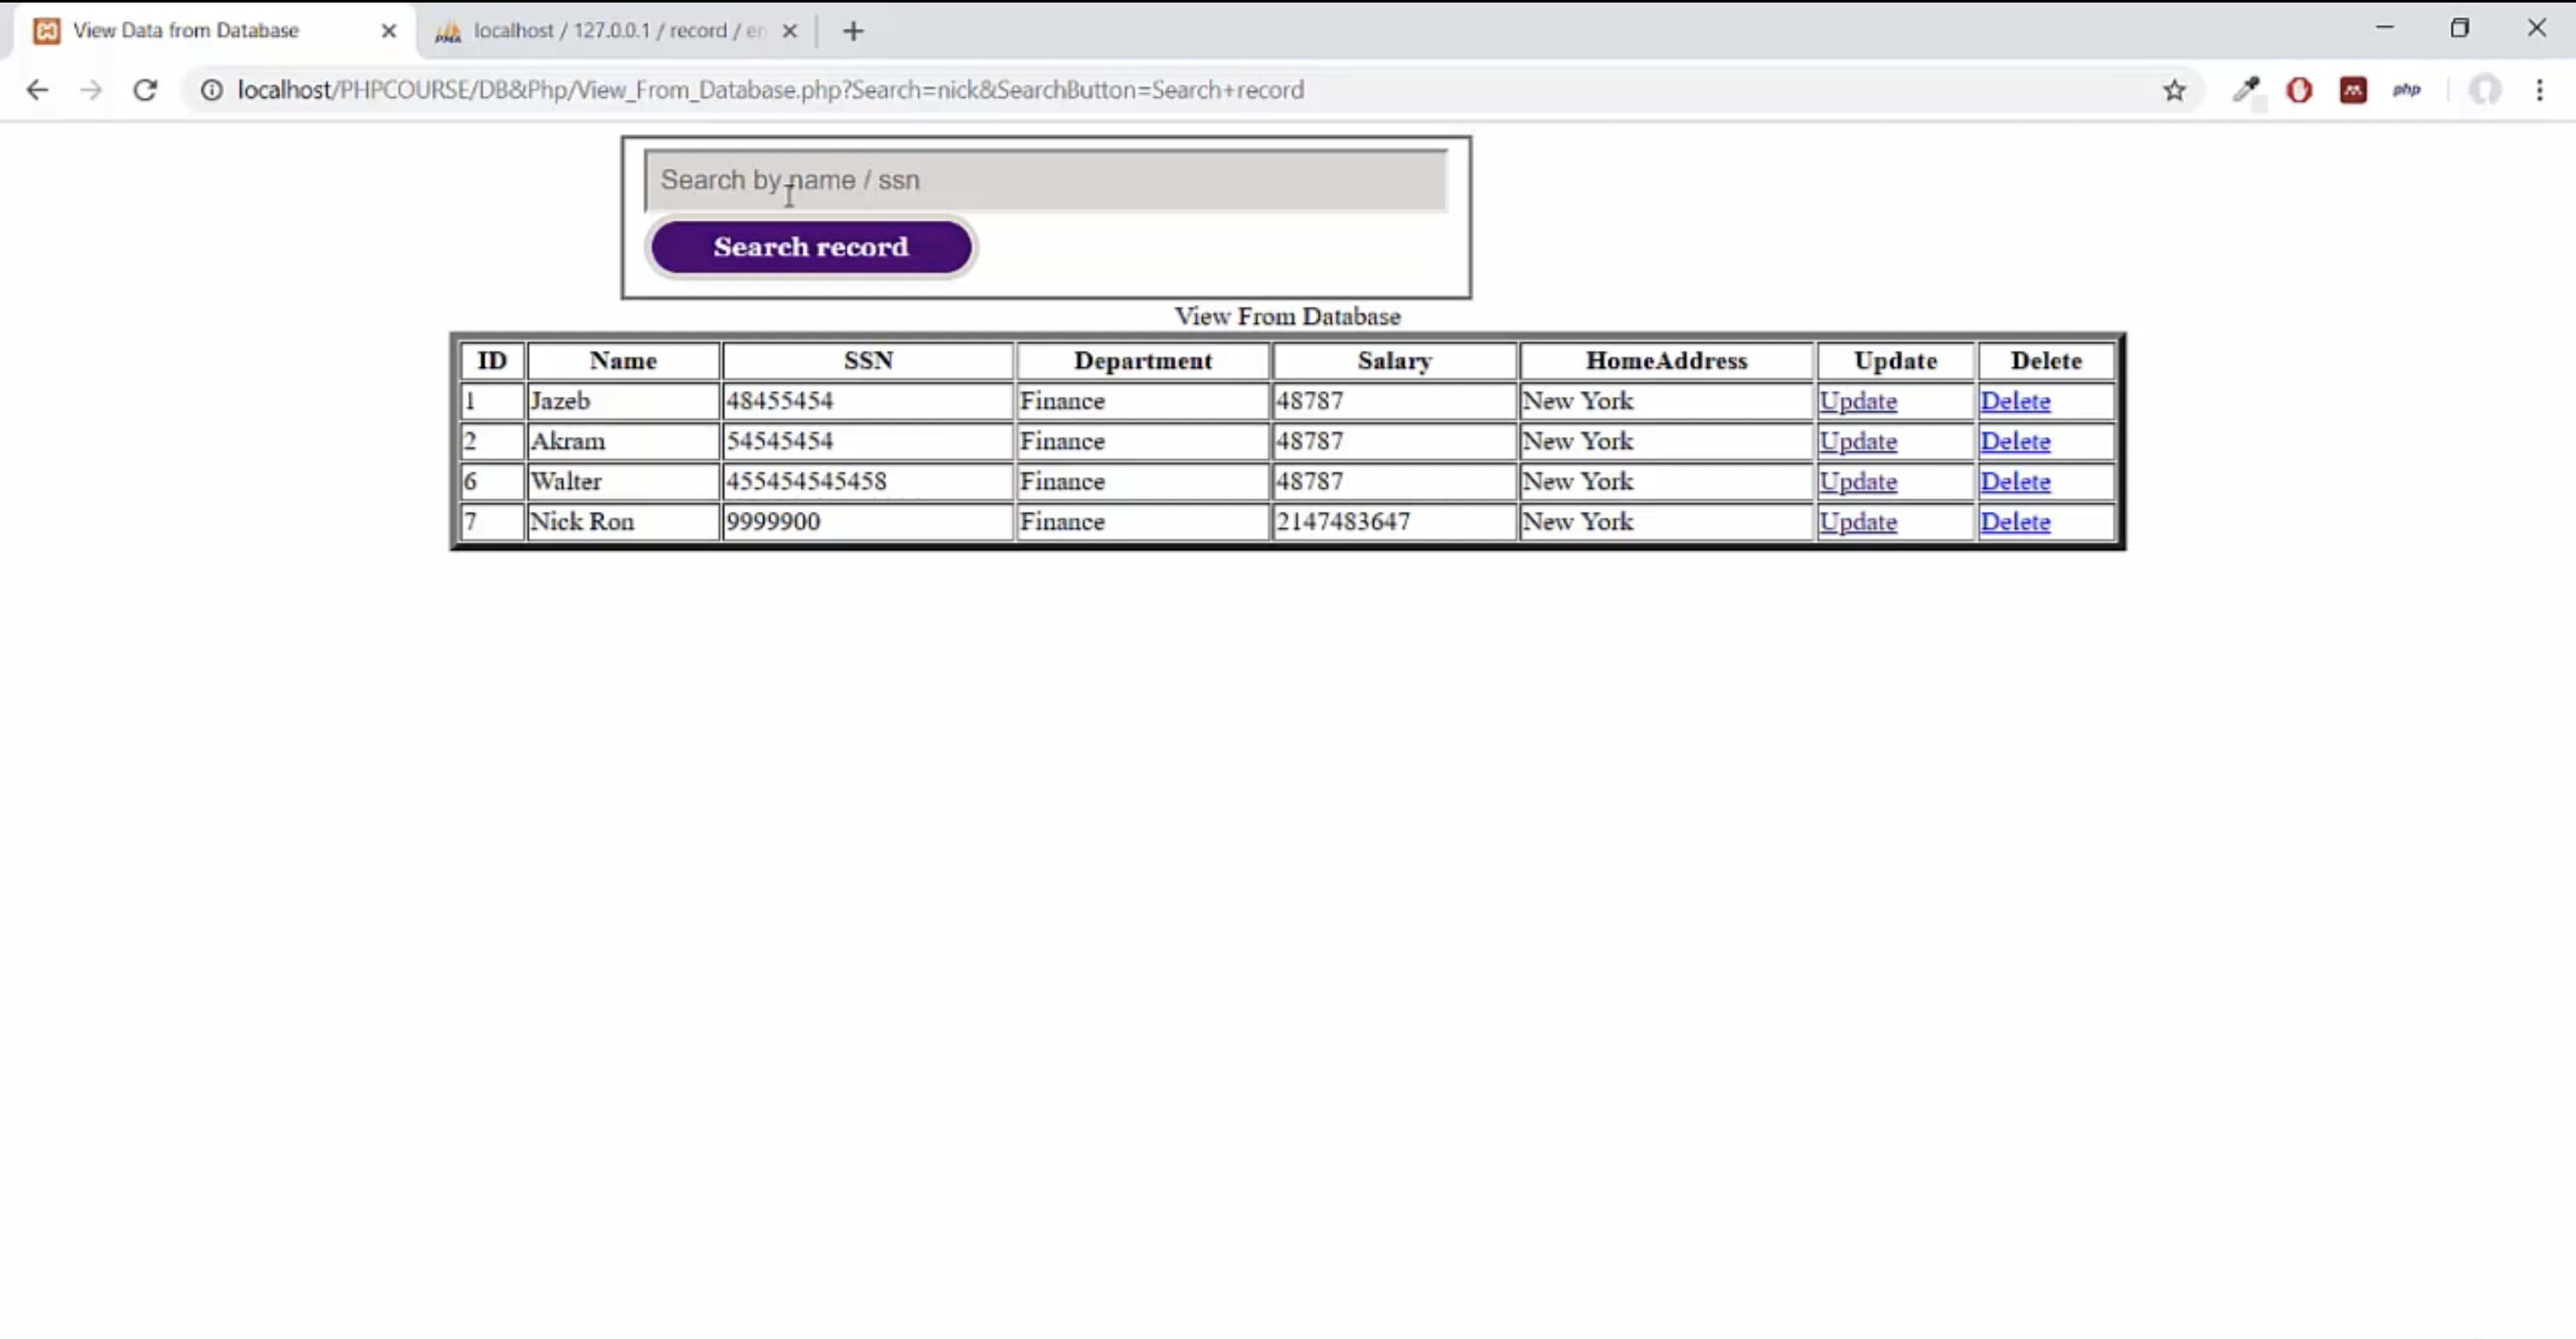 View Data from Database
localhost / 127.0.0.1 / record / en
localhost/PHPCOURSE/DB&Php/View_From_Database.php?Search=nick&SearchButton=Search+record
php
Search by name / ssn
Search record
View From Database
ID Name SSN Department Salary HomeAddress Update Delete
1 Jazeb 48455454 Finance 48787 New York Update Delete
2 Akram 54545454 Finance 48787 New York Update Delete
6 Walter 455454545458 Finance 48787 New York Update Delete
7 Nick Ron 9999900 Finance 2147483647 New York Update Delete